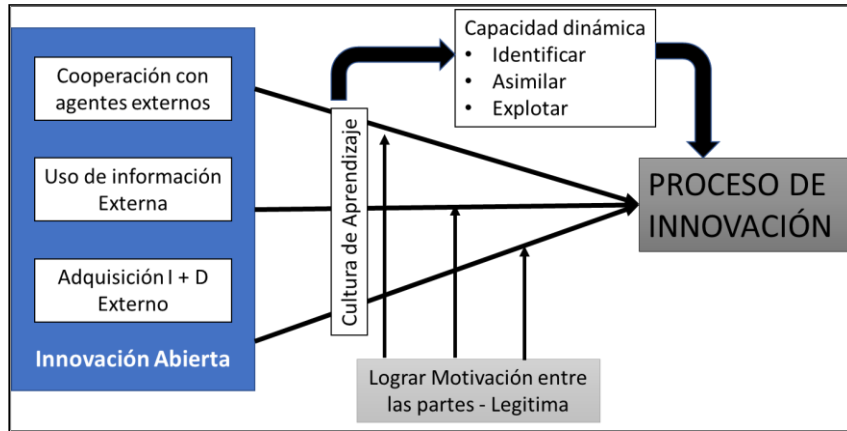 Cooperación con
agentes externos
Uso de información
Externa
Adquisición I + D
Externo
Innovación Abierta
Cultura de Aprendizaje
Capacidad dinámica
• Identificar
• Asimilar
• Explotar
PROCESO DE
INNOVACIÓN
Lograr Motivación entre
las partes - Legitima